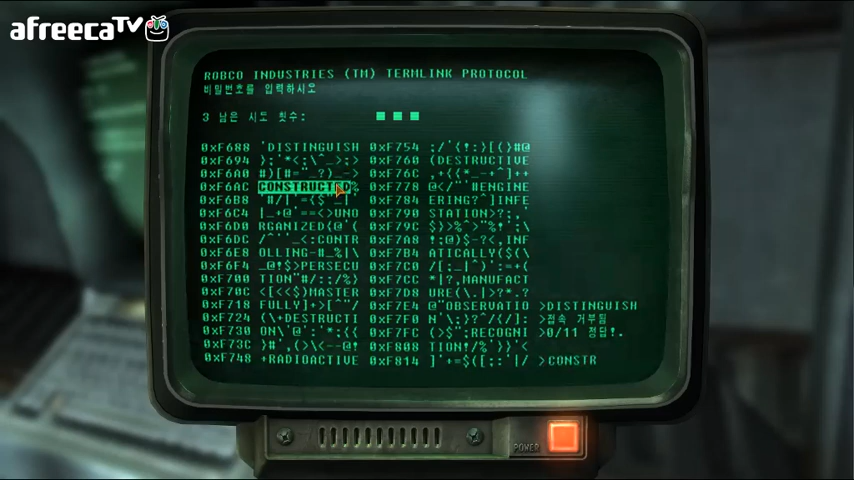 afreecaTV
ROBCO INDUSTRIES (TM) TERMLINK PROTOCOL
비밀번호를 입력하시오
3 남은 시도 횟수:
0xF688 'DISTINGUISH 0xF754
0xF694 0xF760 (DESTRUCTIVE
0xF6A0 0xF76C
0xF6AC CONSTRUCTED% 0xF778 @</"'#ENGINE
0xF6B8 0xF784 ERING?^]INFE
0xF6C4 |_+@'==<>UNO 0xF790 STATION>?;,'
0xF6D0 RGANIZED{@'( 0xF79C
0xF6DC /^''_<:CONTR 0xF7A8 !;@)$-?<,INF
0xF6E8 OLLING-#_%|\ 0xF7B4 ATICALLY($(\
0xF6F4 _@!$>PERSECU 0xF7C0
0xF700 TION"#/::/%} 0xF7CC *|?,MANUFACT
0xF70C <[<<$)MASTER 0xF7D8 URE(\.|>?*.?
0xF718 FULLY]+>[^"/ 0xF7E4 @"OBSERVATIO >DISTINGUISH
0xF724 (\+DESTRUCTI 0xF7F0 >접속 거부됨
0xF730 0xF7FC (>$";RECOGNI >0/11 정답!.
0xF73C 0xF808 TION!/%'}}'<
0xF748 +RADIOACTIVE 0xF814 >CONSTR
POWER